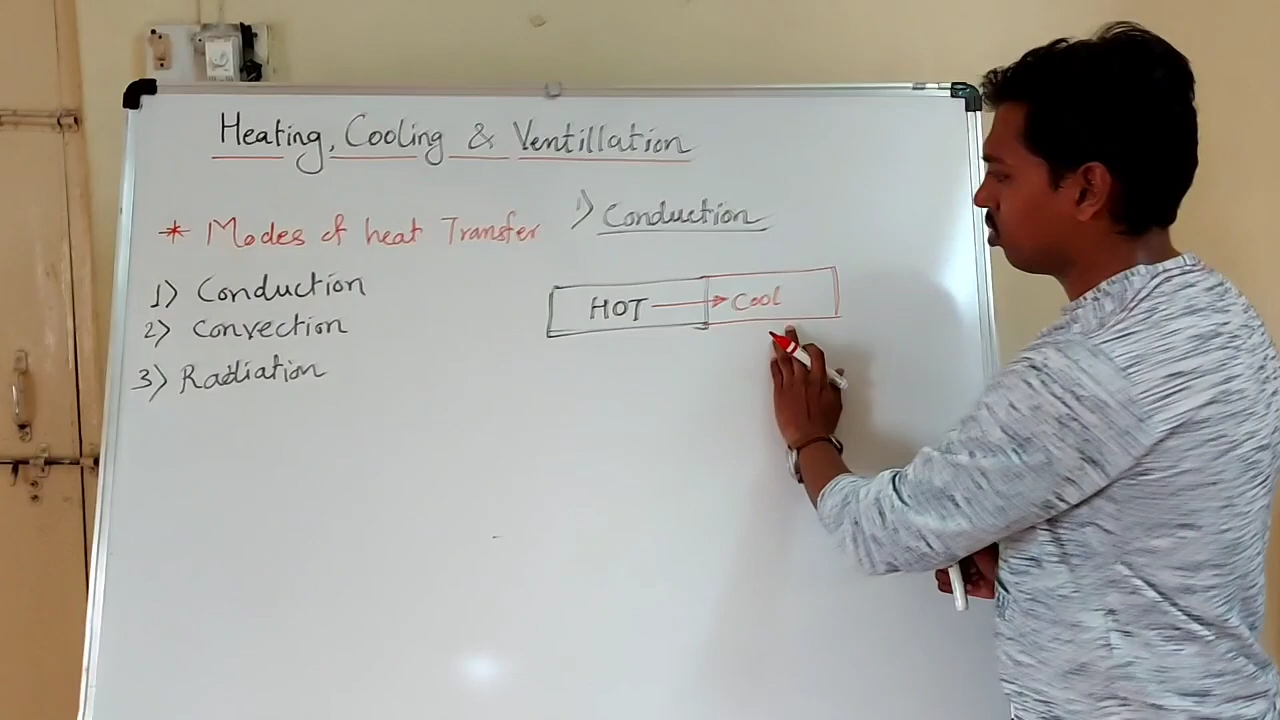 Heating, Cooling & Ventillation
* Modes of heat Transfer
1) Conduction
2) Convection
3) Radiation
1) Conduction
HOT → Cool